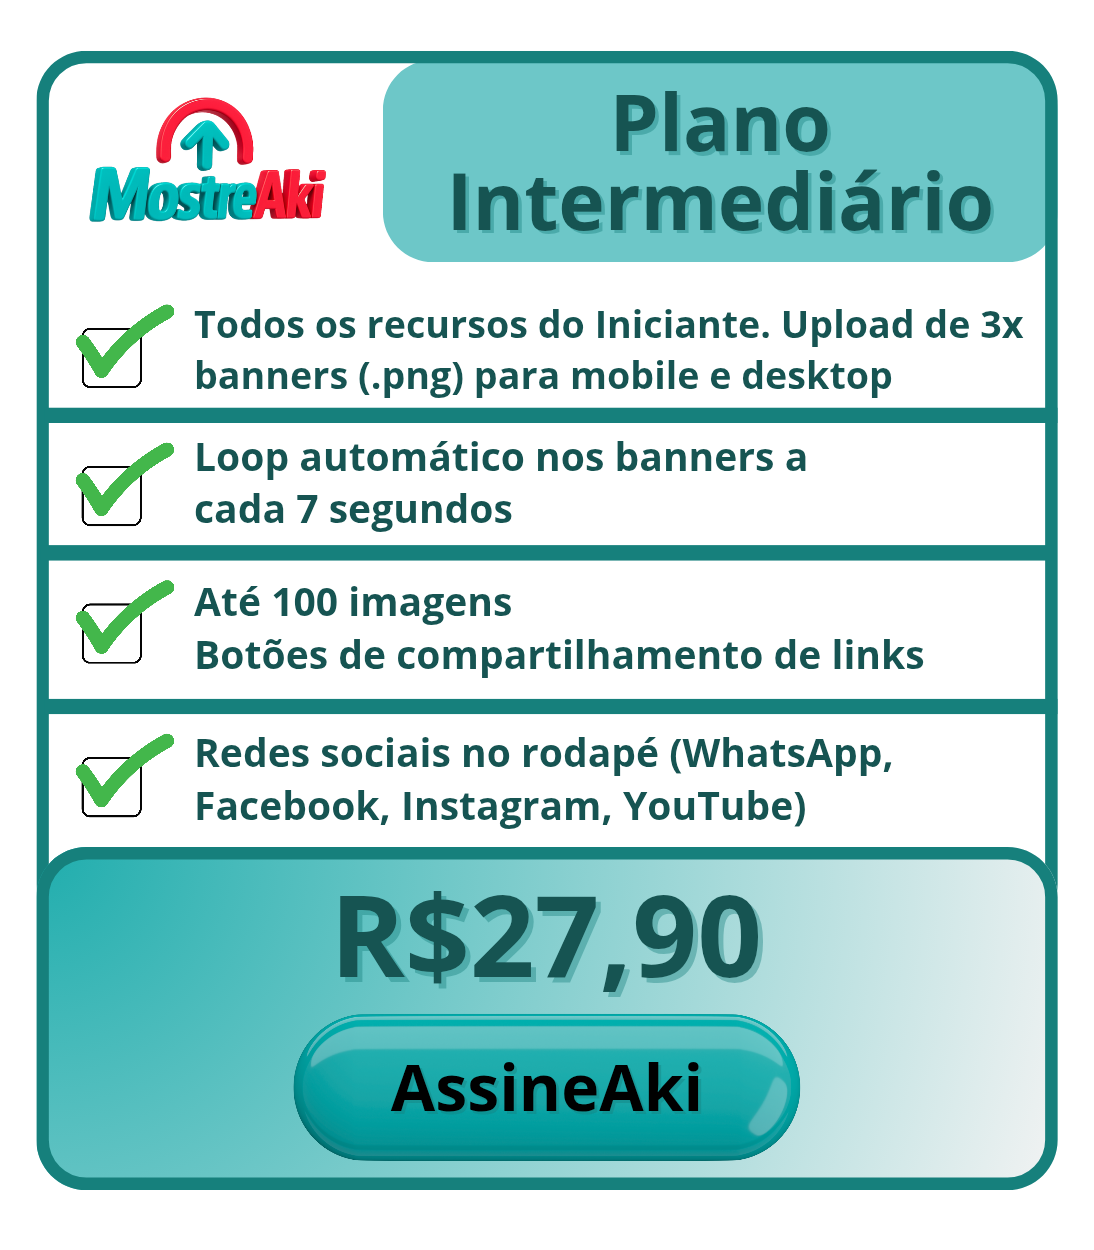 MostreAki
Plano
Intermediário
Todos os recursos do Iniciante. Upload de 3x
banners (.png) para mobile e desktop
Loop automático nos banners a
cada 7 segundos
Até 100 imagens
Botões de compartilhamento de links
Redes sociais no rodapé (WhatsApp,
Facebook, Instagram, YouTube)
R$27,90
AssineAki